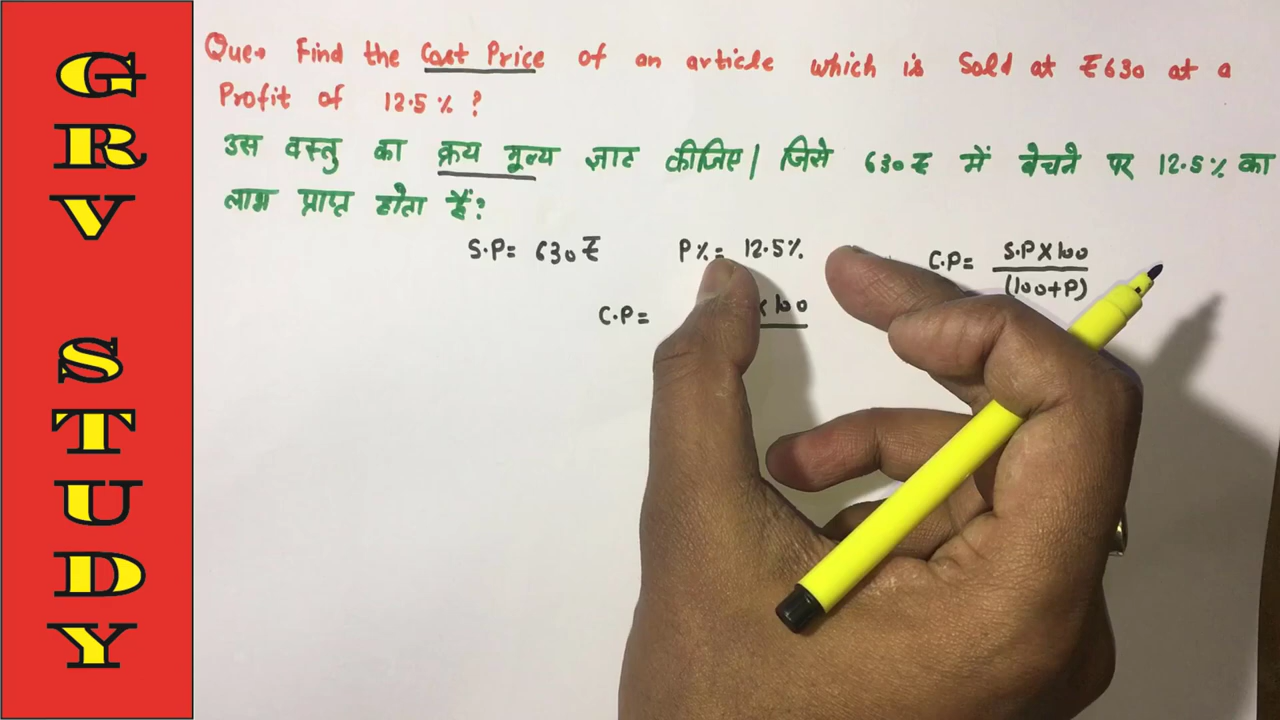 GRV STUDY
Que. Find the Cost Price of an article which is Sold at ₹630 at a
Profit of 12.5% ?
उस वस्तु का क्रय मूल्य ज्ञात कीजिए| जिसे 630₹ में बेचने पर 12.5% का
लाभ प्राप्त होता हैं?
S.P= 630₹ P%= 12.5% C.P= S.P×100
(100+P)
C.P= × 100